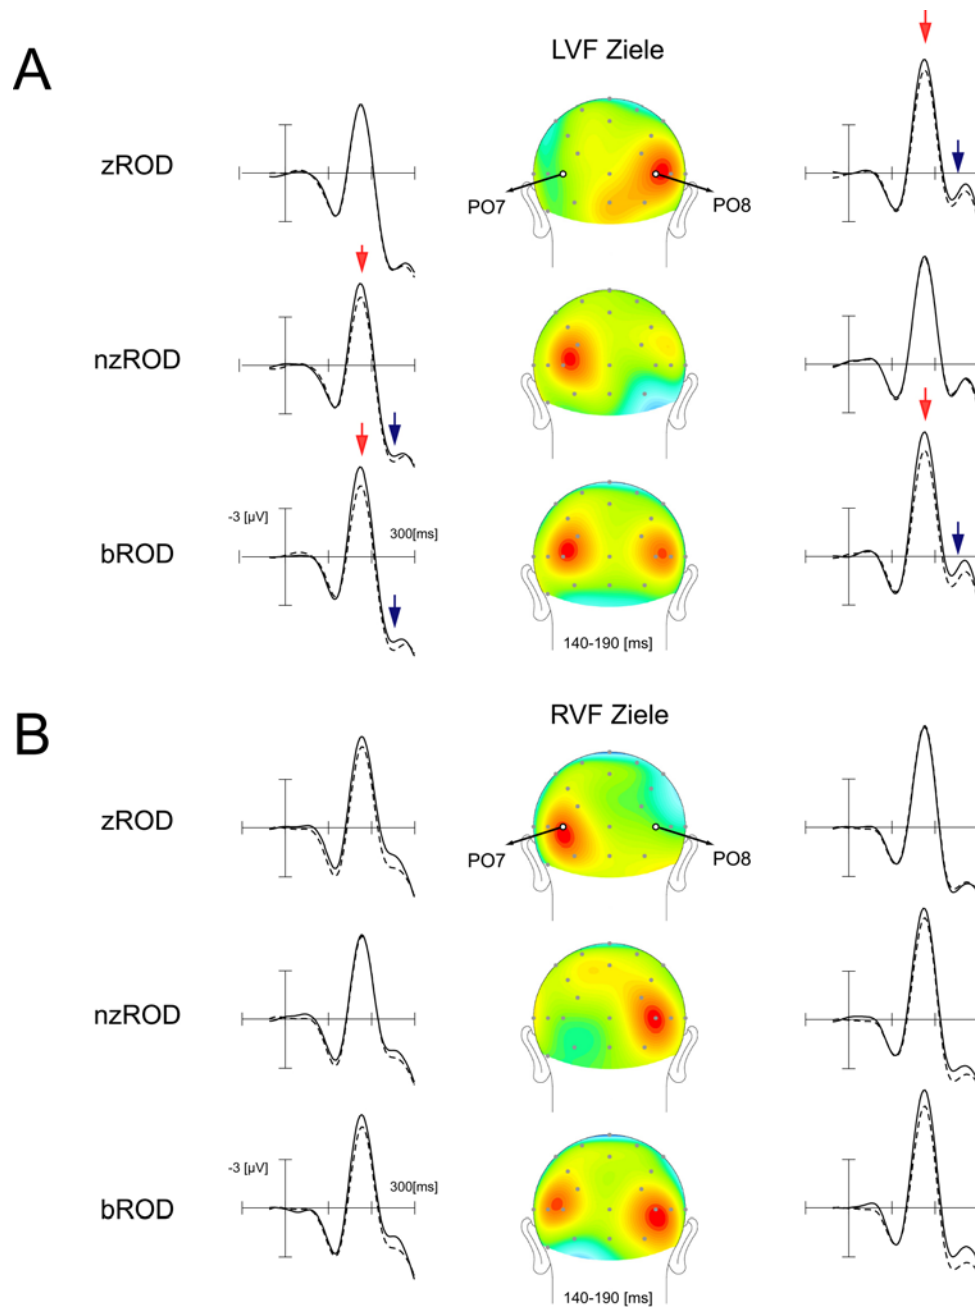 A
LVF Ziele
zROD
PO7
PO8
nzROD
-3 [µV]
300[ms]
bROD
140-190 [ms]
B
RVF Ziele
zROD
PO7
PO8
nzROD
-3 [µV]
300[ms]
bROD
140-190 [ms]